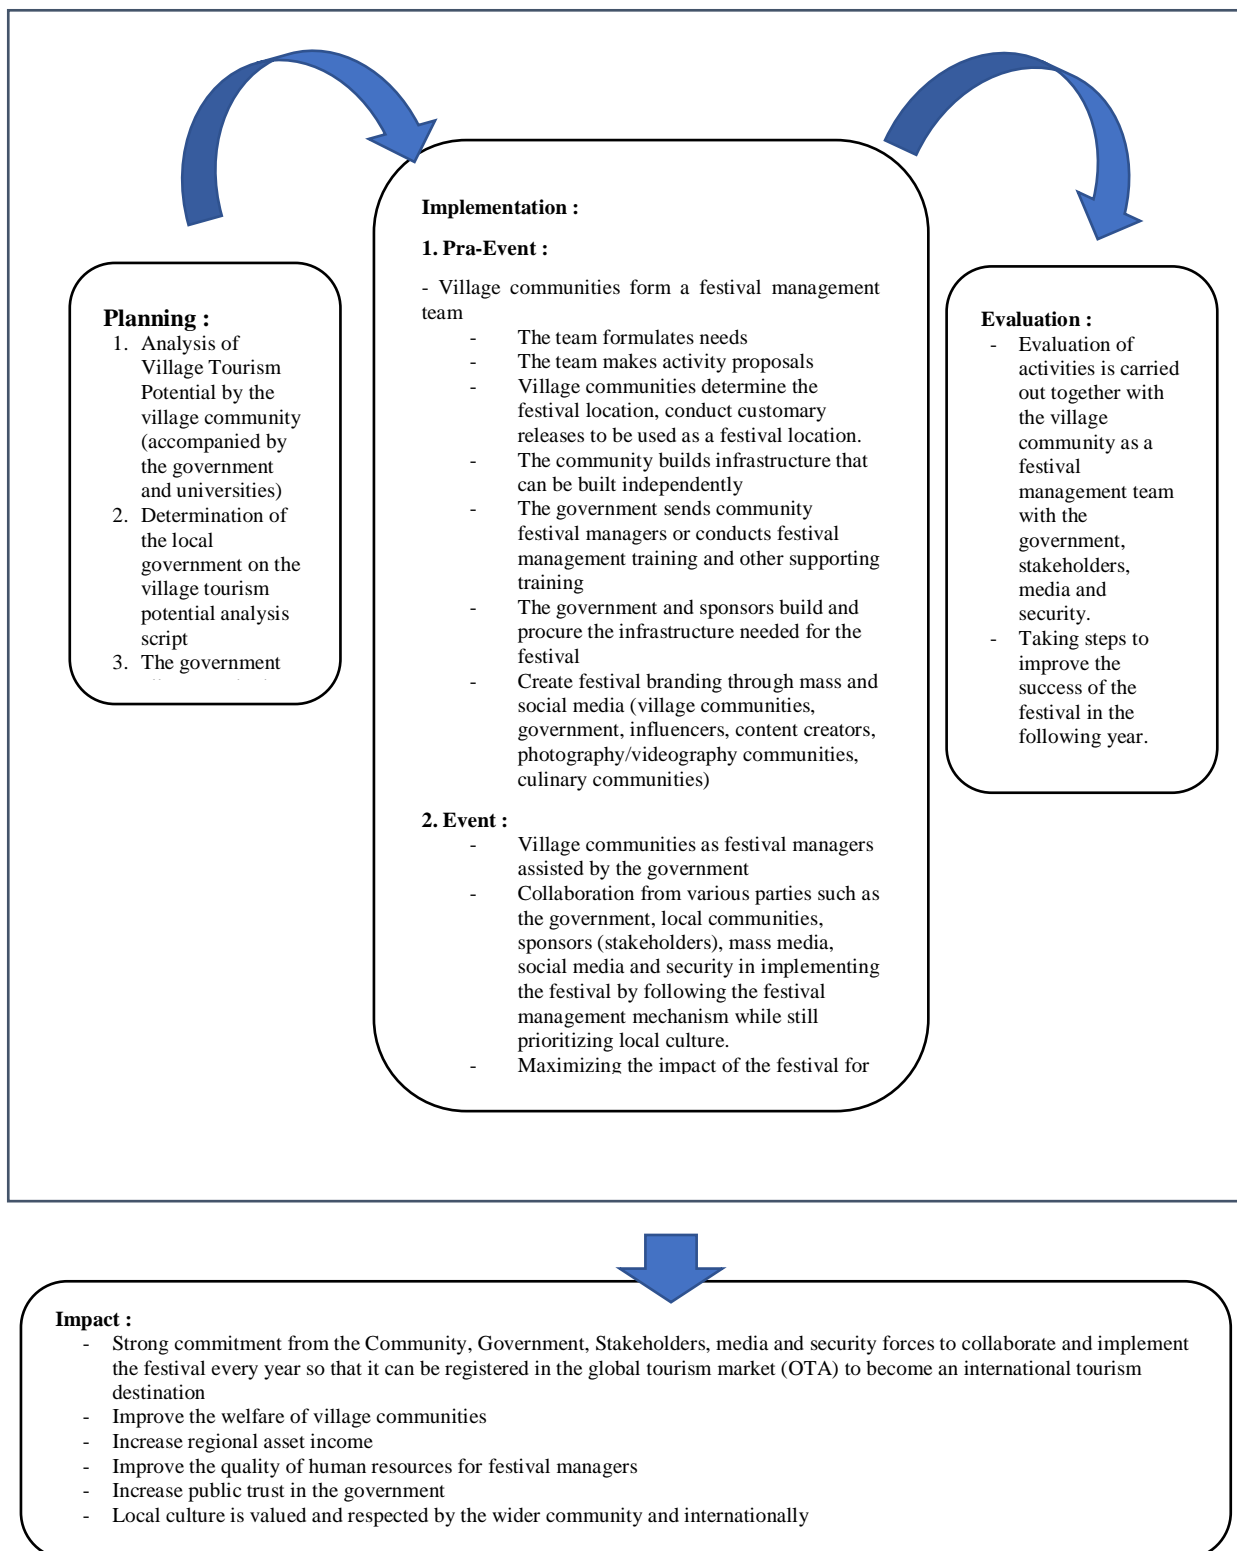 Planning :
1. Analysis of
Village Tourism
Potential by the
village community
(accompanied by
the government
and universities)
2. Determination of
the local
government on the
village tourism
potential analysis
script
3. The government
Implementation :
1. Pra-Event :
- Village communities form a festival management
team
- The team formulates needs
- The team makes activity proposals
- Village communities determine the
festival location, conduct customary
releases to be used as a festival location.
- The community builds infrastructure that
can be built independently
- The government sends community
festival managers or conducts festival
management training and other supporting
training
- The government and sponsors build and
procure the infrastructure needed for the
festival
- Create festival branding through mass and
social media (village communities,
government, influencers, content creators,
photography/videography communities,
culinary communities)
2. Event :
- Village communities as festival managers
assisted by the government
- Collaboration from various parties such as
the government, local communities,
sponsors (stakeholders), mass media,
social media and security in implementing
the festival by following the festival
management mechanism while still
prioritizing local culture.
- Maximizing the impact of the festival for
Evaluation :
- Evaluation of
activities is carried
out together with
the village
community as a
festival
management team
with the
government,
stakeholders,
media and
security.
- Taking steps to
improve the
success of the
festival in the
following year.
Impact :
- Strong commitment from the Community, Government, Stakeholders, media and security forces to collaborate and implement
the festival every year so that it can be registered in the global tourism market (OTA) to become an international tourism
destination
- Improve the welfare of village communities
- Increase regional asset income
- Improve the quality of human resources for festival managers
- Increase public trust in the government
- Local culture is valued and respected by the wider community and internationally